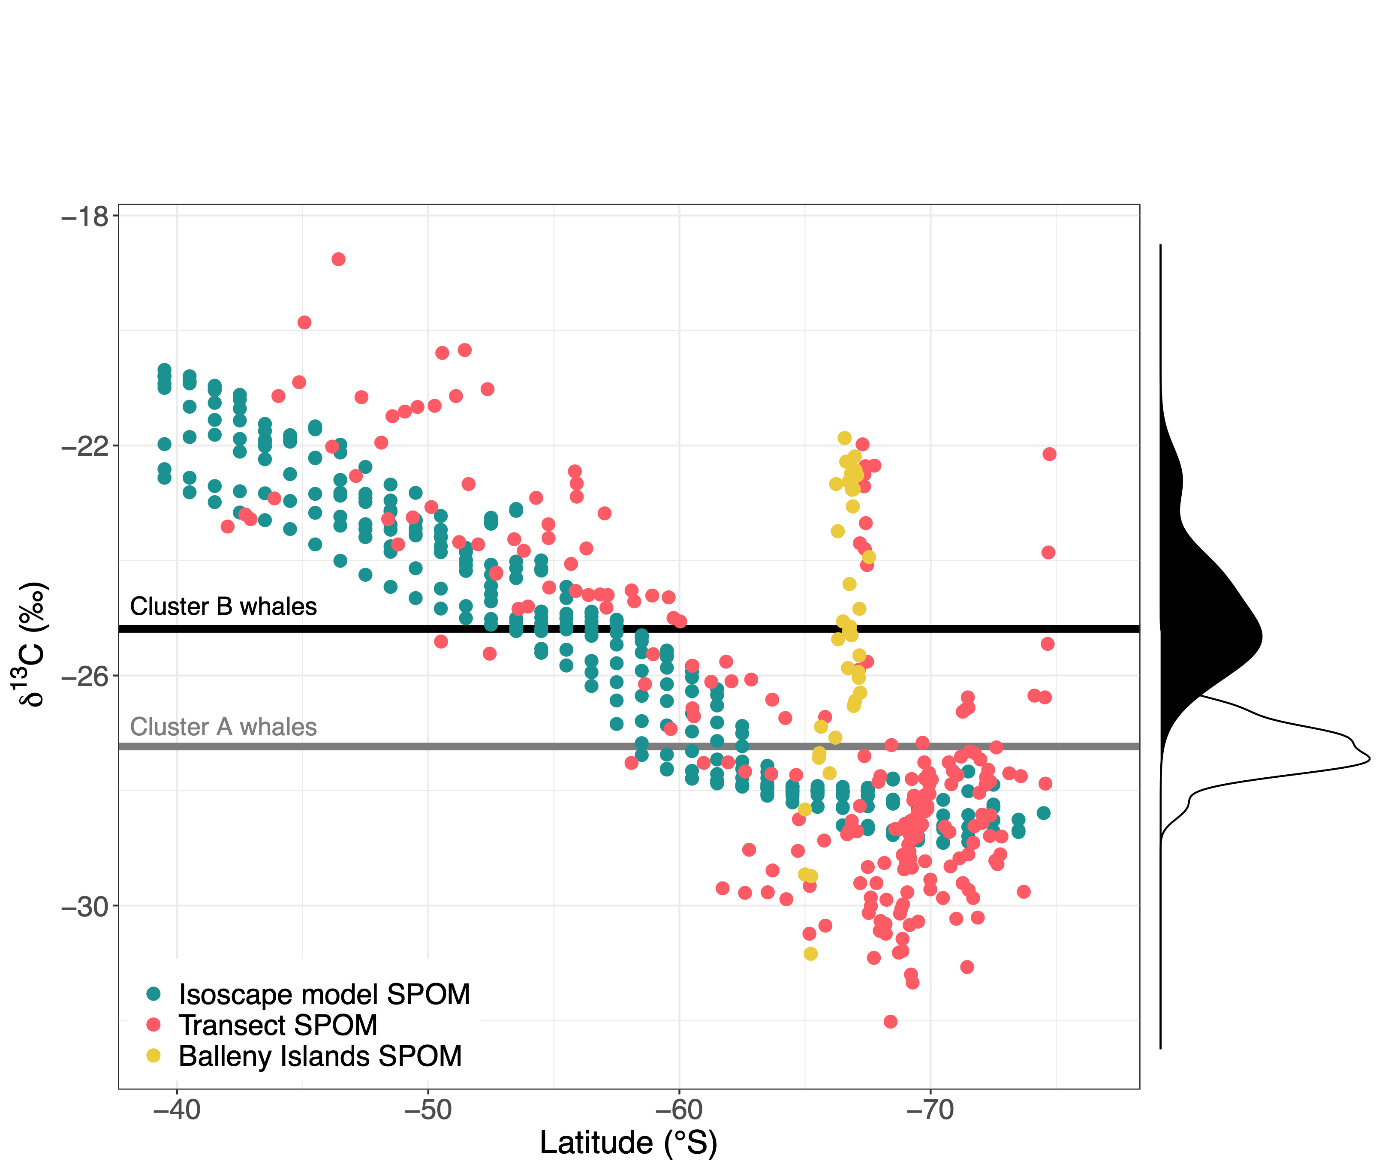 −18
−22
−26
−30
δ¹³C (‰)
Cluster B whales
Cluster A whales
Isoscape model SPOM
Transect SPOM
Balleny Islands SPOM
−40 −50 −60 −70
Latitude (°S)